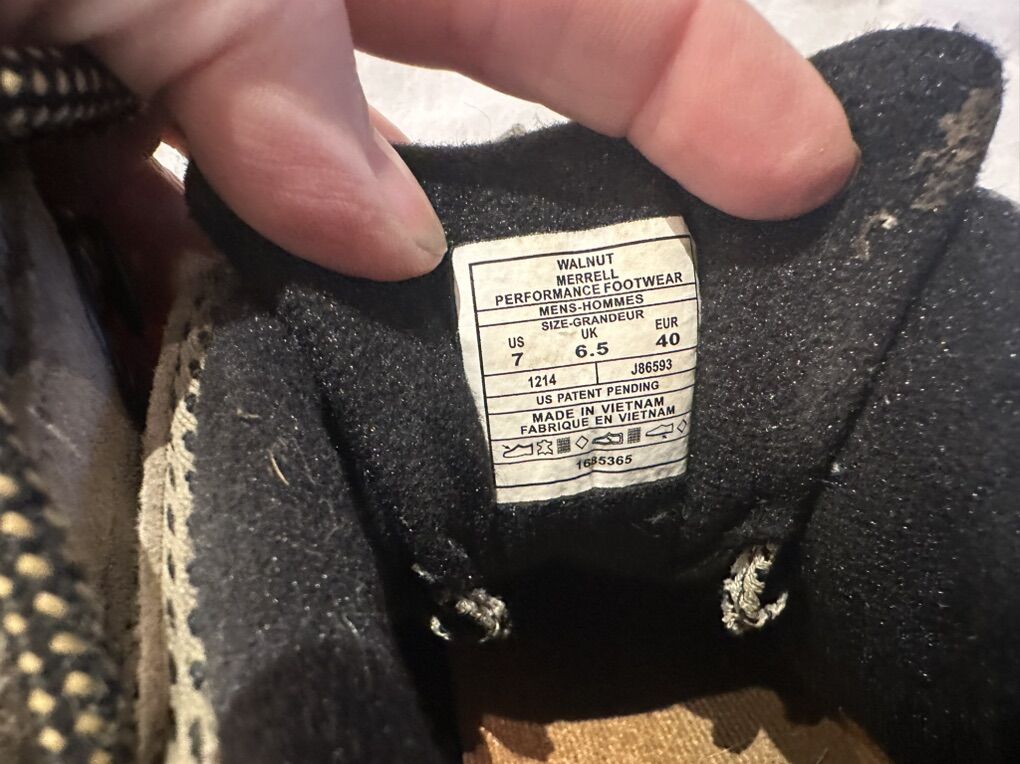 WALNUT
MERRELL
PERFORMANCE FOOTWEAR
MENS-HOMMES
SIZE-GRANDEUR
US UK EUR
7 6.5 40
1214 J86593
US PATENT PENDING
MADE IN VIETNAM
FABRIQUE EN VIETNAM
1685365